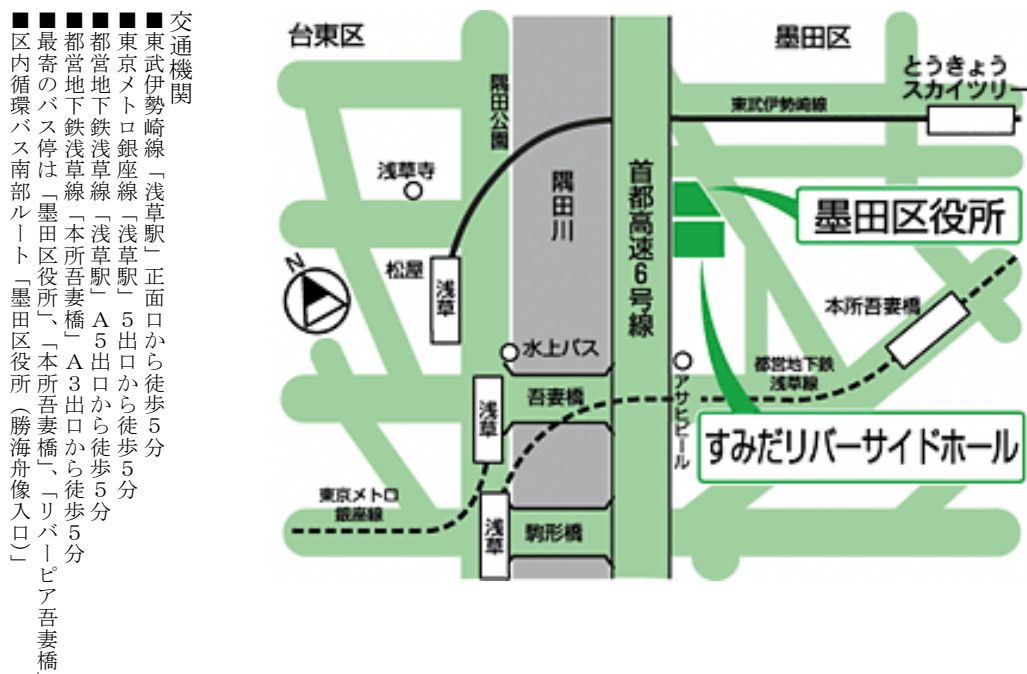 交通機関
■東武伊勢崎線「浅草駅」正面口から徒歩５分
■東京メトロ銀座線「浅草駅」５出口から徒歩５分
■都営地下鉄浅草線「浅草駅」Ａ５出口から徒歩５分
■都営地下鉄浅草線「本所吾妻橋」Ａ３出口から徒歩５分
■最寄のバス停は「墨田区役所」、「本所吾妻橋」、「リバーピア吾妻橋」
■区内循環バス南部ルート「墨田区役所（勝海舟像入口）」
台東区
墨田区
とうきょう
スカイツリー
東武伊勢崎線
隅田公園
浅草寺
隅田川
首都高速6号線
墨田区役所
N
松屋
浅草
本所吾妻橋
水上バス
都営地下鉄
浅草線
吾妻橋
浅草
アサヒビール
すみだリバーサイドホール
東京メトロ
銀座線
浅草
駒形橋